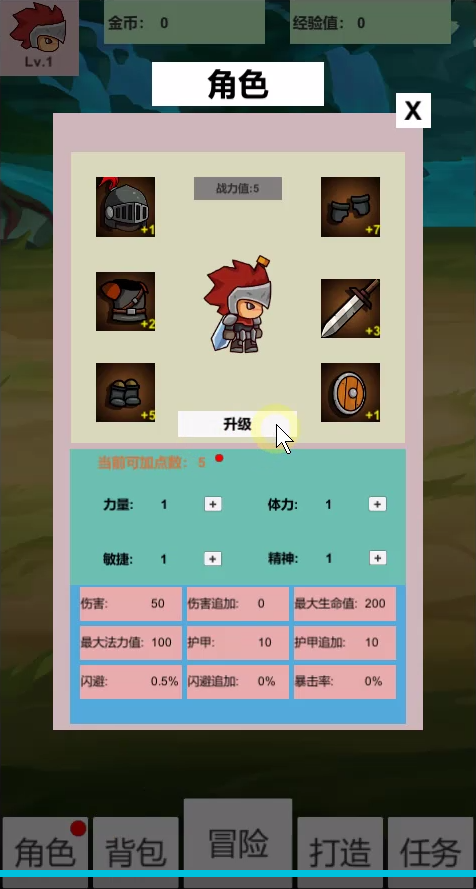 金币: 0
经验值: 0
Lv.1
角色
X
战力值:5
+1
+7
+2
+3
+5
+1
升级
当前可加点数: 5
力量: 1 +
体力: 1 +
敏捷: 1 +
精神: 1 +
伤害: 50
伤害追加: 0
最大生命值: 200
最大法力值: 100
护甲: 10
护甲追加: 10
闪避: 0.5%
闪避追加: 0%
暴击率: 0%
角色
背包
冒险
打造
任务